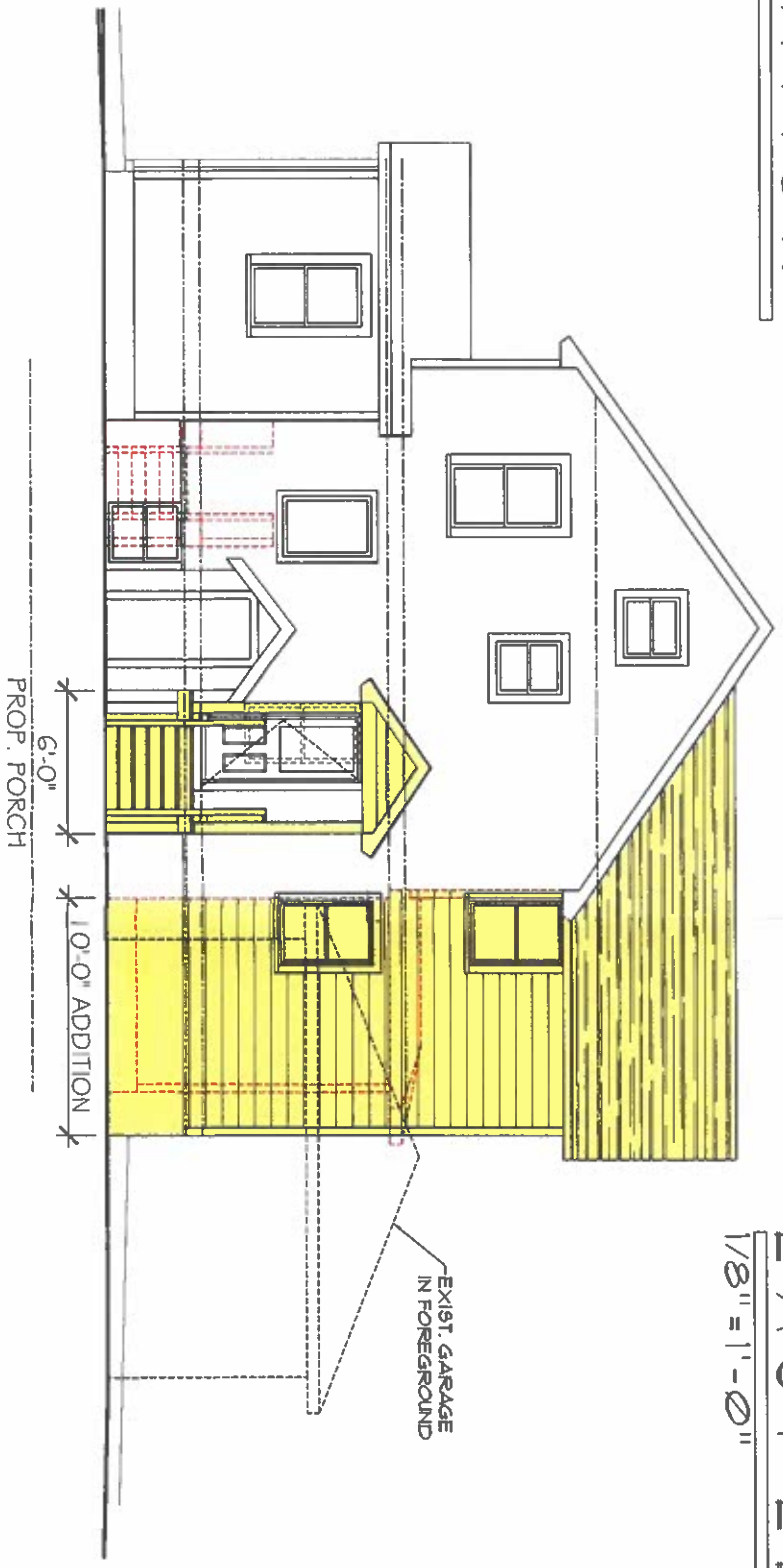 1/8" = 1'-0"
EXIST. GARAGE
IN FOREGROUND
6'-0"
10'-0" ADDITION
PROP. PORCH